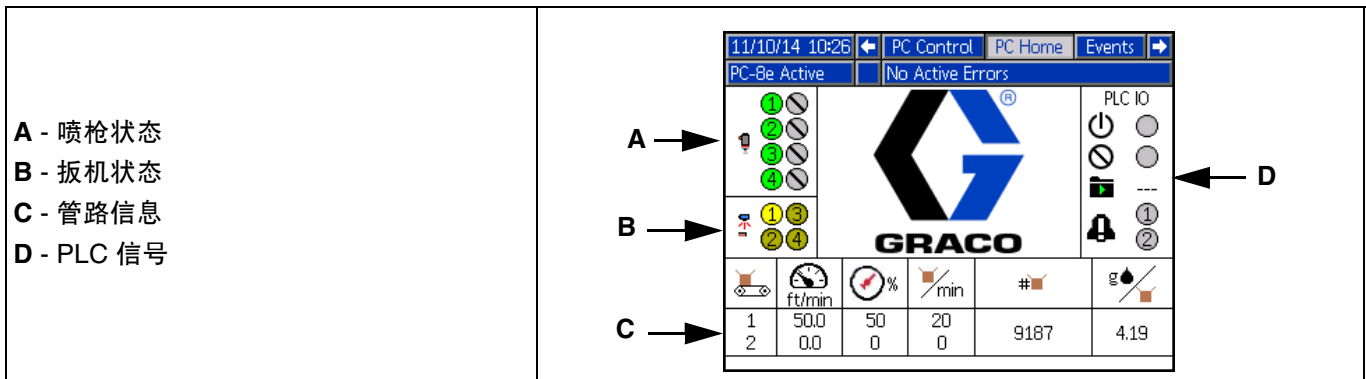 A - 喷枪状态
B - 扳机状态
C - 管路信息
D - PLC 信号
11/10/14 10:26 PC Control PC Home Events
PC-8e Active No Active Errors
A
B
C
D
1
2
3
4
1 3
2 4
®
GRACO
PLC IO
---
1
2
ft/min % /min # g
1 50.0 50 20 9187 4.19
2 0.0 0 0